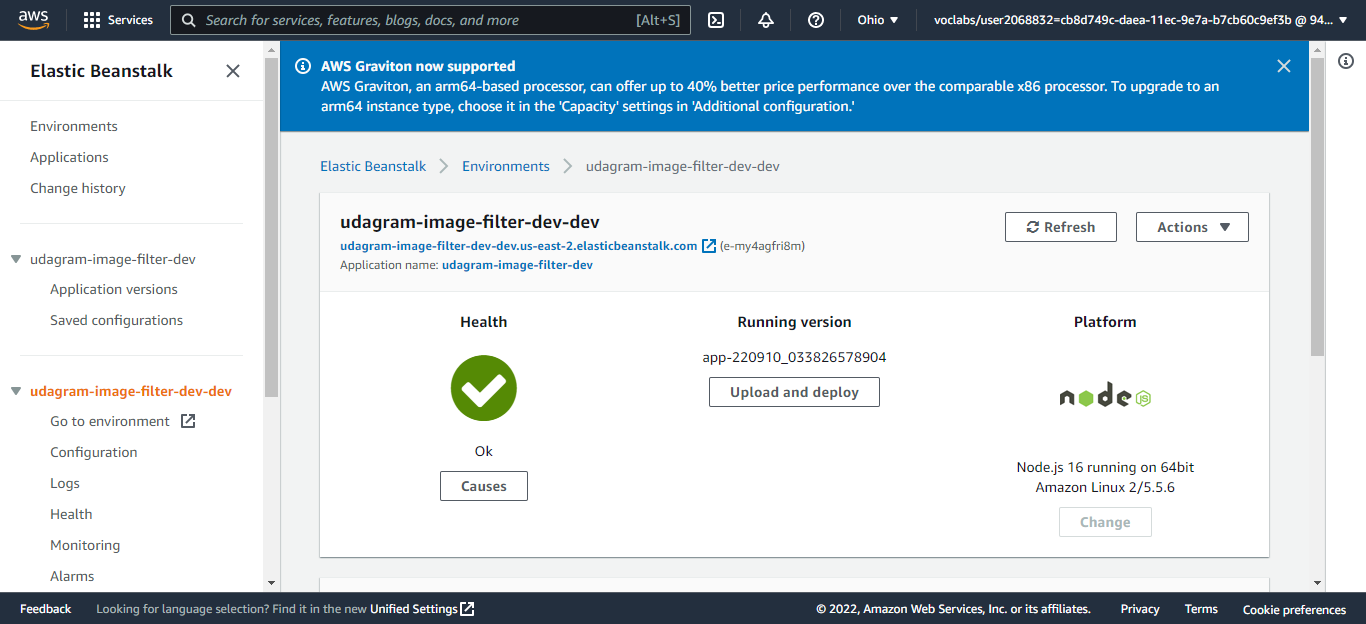 aws
Services
Search for services, features, blogs, docs, and more
[Alt+S]
Ohio
voclabs/user2068832=cb8d749c-daea-11ec-9e7a-b7cb60c9ef3b @ 94...
Elastic Beanstalk
Environments
Applications
Change history
udagram-image-filter-dev
Application versions
Saved configurations
udagram-image-filter-dev-dev
Go to environment
Configuration
Logs
Health
Monitoring
Alarms
AWS Graviton now supported
AWS Graviton, an arm64-based processor, can offer up to 40% better price performance over the comparable x86 processor. To upgrade to an
arm64 instance type, choose it in the 'Capacity' settings in 'Additional configuration.'
Elastic Beanstalk
Environments
udagram-image-filter-dev-dev
udagram-image-filter-dev-dev
udagram-image-filter-dev-dev.us-east-2.elasticbeanstalk.com (e-my4agfri8m)
Application name: udagram-image-filter-dev
Refresh
Actions
Health
Ok
Causes
Running version
app-220910_033826578904
Upload and deploy
Platform
node JS
Node.js 16 running on 64bit
Amazon Linux 2/5.5.6
Change
Feedback
Looking for language selection? Find it in the new Unified Settings
© 2022, Amazon Web Services, Inc. or its affiliates.
Privacy
Terms
Cookie preferences